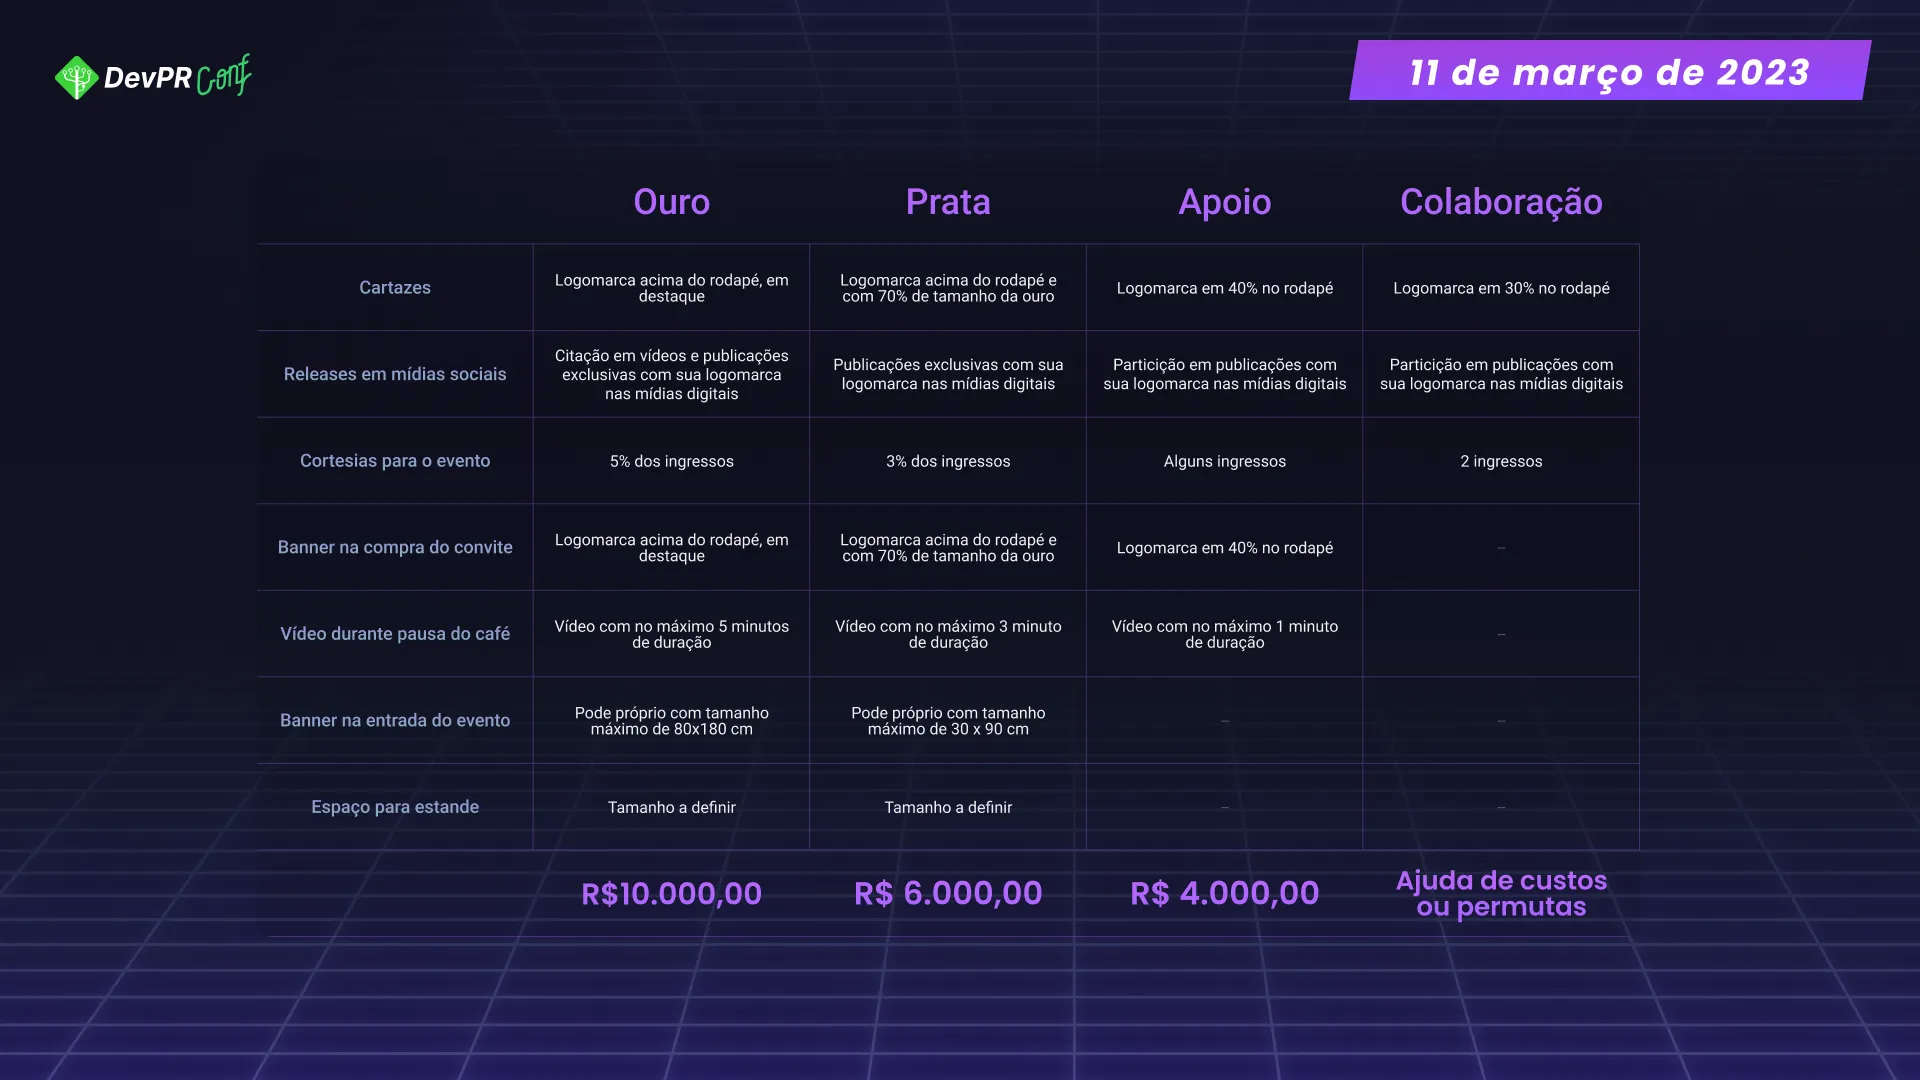 DevPR Conf
11 de março de 2023
Ouro
Prata
Apoio
Colaboração
Cartazes
Logomarca acima do rodapé, em
destaque
Logomarca acima do rodapé e
com 70% de tamanho da ouro
Logomarca em 40% no rodapé
Logomarca em 30% no rodapé
Releases em mídias sociais
Citação em vídeos e publicações
exclusivas com sua logomarca
nas mídias digitais
Publicações exclusivas com sua
logomarca nas mídias digitais
Particição em publicações com
sua logomarca nas mídias digitais
Particição em publicações com
sua logomarca nas mídias digitais
Cortesias para o evento
5% dos ingressos
3% dos ingressos
Alguns ingressos
2 ingressos
Banner na compra do convite
Logomarca acima do rodapé, em
destaque
Logomarca acima do rodapé e
com 70% de tamanho da ouro
Logomarca em 40% no rodapé
–
Vídeo durante pausa do café
Vídeo com no máximo 5 minutos
de duração
Vídeo com no máximo 3 minuto
de duração
Vídeo com no máximo 1 minuto
de duração
–
Banner na entrada do evento
Pode próprio com tamanho
máximo de 80x180 cm
Pode próprio com tamanho
máximo de 30 x 90 cm
–
–
Espaço para estande
Tamanho a definir
Tamanho a definir
–
–
R$10.000,00
R$ 6.000,00
R$ 4.000,00
Ajuda de custos
ou permutas